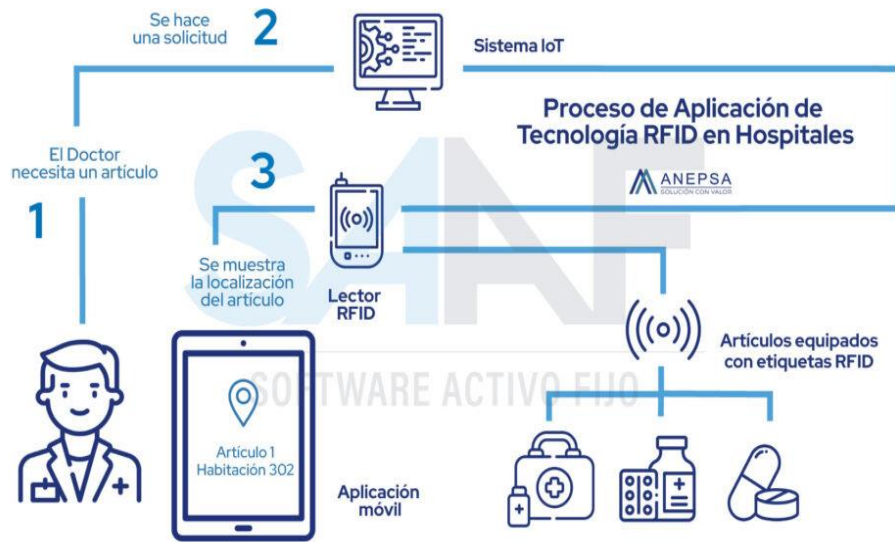 Se hace
una solicitud
2
Sistema IoT
Proceso de Aplicación de
Tecnología RFID en Hospitales
ANEPSA
SOLUCIÓN CON VALOR
El Doctor
necesita un artículo
1
3
Se muestra
la localización
del artículo
Lector
RFID
Artículos equipados
con etiquetas RFID
SANF
SOFTWARE ACTIVO FIJO
Artículo 1
Habitación 302
Aplicación
móvil